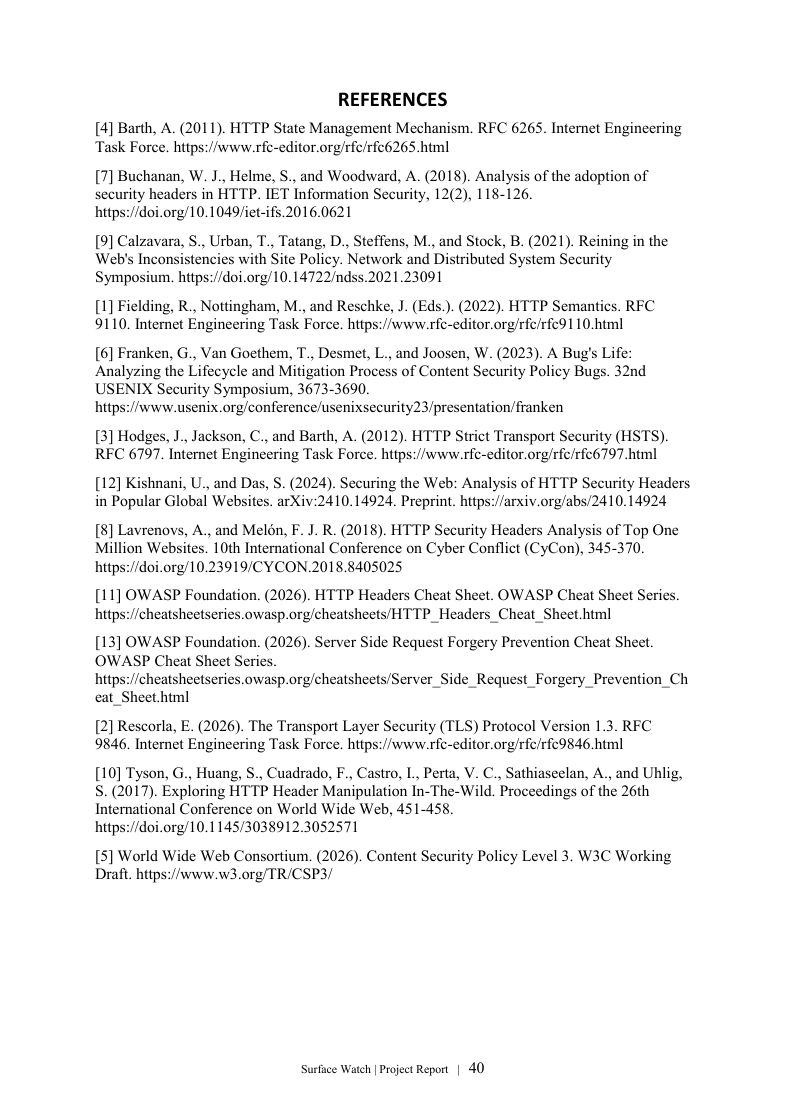 REFERENCES
[4] Barth, A. (2011). HTTP State Management Mechanism. RFC 6265. Internet Engineering
Task Force. https://www.rfc-editor.org/rfc/rfc6265.html
[7] Buchanan, W. J., Helme, S., and Woodward, A. (2018). Analysis of the adoption of
security headers in HTTP. IET Information Security, 12(2), 118-126.
https://doi.org/10.1049/iet-ifs.2016.0621
[9] Calzavara, S., Urban, T., Tatang, D., Steffens, M., and Stock, B. (2021). Reining in the
Web's Inconsistencies with Site Policy. Network and Distributed System Security
Symposium. https://doi.org/10.14722/ndss.2021.23091
[1] Fielding, R., Nottingham, M., and Reschke, J. (Eds.). (2022). HTTP Semantics. RFC
9110. Internet Engineering Task Force. https://www.rfc-editor.org/rfc/rfc9110.html
[6] Franken, G., Van Goethem, T., Desmet, L., and Joosen, W. (2023). A Bug's Life:
Analyzing the Lifecycle and Mitigation Process of Content Security Policy Bugs. 32nd
USENIX Security Symposium, 3673-3690.
https://www.usenix.org/conference/usenixsecurity23/presentation/franken
[3] Hodges, J., Jackson, C., and Barth, A. (2012). HTTP Strict Transport Security (HSTS).
RFC 6797. Internet Engineering Task Force. https://www.rfc-editor.org/rfc/rfc6797.html
[12] Kishnani, U., and Das, S. (2024). Securing the Web: Analysis of HTTP Security Headers
in Popular Global Websites. arXiv:2410.14924. Preprint. https://arxiv.org/abs/2410.14924
[8] Lavrenovs, A., and Melón, F. J. R. (2018). HTTP Security Headers Analysis of Top One
Million Websites. 10th International Conference on Cyber Conflict (CyCon), 345-370.
https://doi.org/10.23919/CYCON.2018.8405025
[11] OWASP Foundation. (2026). HTTP Headers Cheat Sheet. OWASP Cheat Sheet Series.
https://cheatsheetseries.owasp.org/cheatsheets/HTTP_Headers_Cheat_Sheet.html
[13] OWASP Foundation. (2026). Server Side Request Forgery Prevention Cheat Sheet.
OWASP Cheat Sheet Series.
https://cheatsheetseries.owasp.org/cheatsheets/Server_Side_Request_Forgery_Prevention_Ch
eat_Sheet.html
[2] Rescorla, E. (2026). The Transport Layer Security (TLS) Protocol Version 1.3. RFC
9846. Internet Engineering Task Force. https://www.rfc-editor.org/rfc/rfc9846.html
[10] Tyson, G., Huang, S., Cuadrado, F., Castro, I., Perta, V. C., Sathiaseelan, A., and Uhlig,
S. (2017). Exploring HTTP Header Manipulation In-The-Wild. Proceedings of the 26th
International Conference on World Wide Web, 451-458.
https://doi.org/10.1145/3038912.3052571
[5] World Wide Web Consortium. (2026). Content Security Policy Level 3. W3C Working
Draft. https://www.w3.org/TR/CSP3/
Surface Watch | Project Report | 40